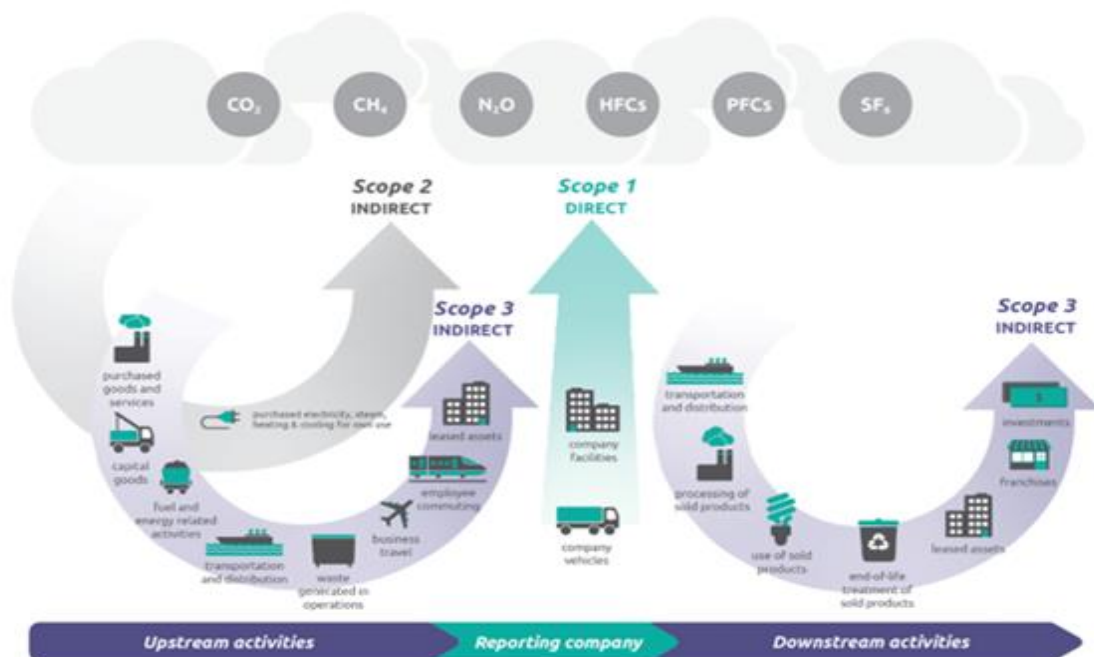 CO₂
CH₄
N₂O
HFCs
PFCs
SF₆
Scope 2
INDIRECT
Scope 1
DIRECT
Scope 3
INDIRECT
Scope 3
INDIRECT
purchased
goods and
services
capital
goods
fuel and
energy related
activities
transportation
and distribution
waste
generated in
operations
business
travel
employee
commuting
leased assets
purchased electricity, steam,
heating & cooling for own use
company
facilities
company
vehicles
transportation
and distribution
processing of
sold products
use of sold
products
end-of-life
treatment of
sold products
leased assets
franchises
investments
$
Upstream activities
Reporting company
Downstream activities